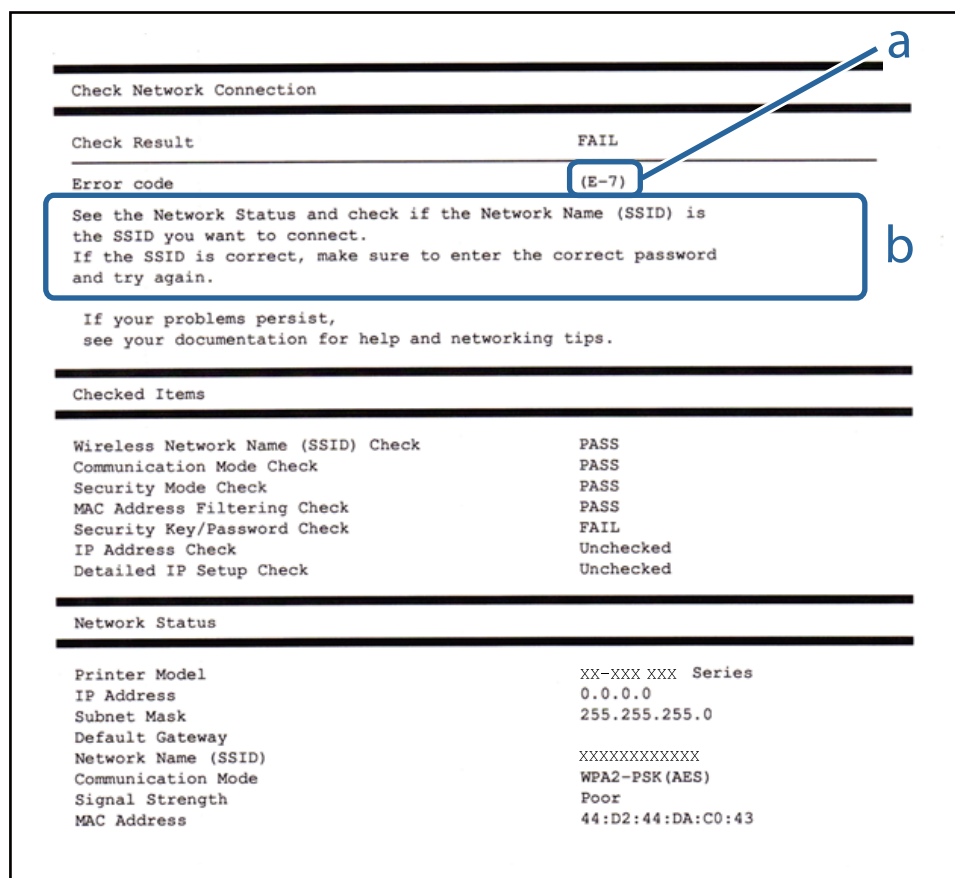 a
Check Network Connection
Check Result FAIL
Error code (E-7)
See the Network Status and check if the Network Name (SSID) is
the SSID you want to connect.
If the SSID is correct, make sure to enter the correct password
and try again.
b
If your problems persist,
see your documentation for help and networking tips.
Checked Items
Wireless Network Name (SSID) Check PASS
Communication Mode Check PASS
Security Mode Check PASS
MAC Address Filtering Check PASS
Security Key/Password Check FAIL
IP Address Check Unchecked
Detailed IP Setup Check Unchecked
Network Status
Printer Model XX-XXX XXX Series
IP Address 0.0.0.0
Subnet Mask 255.255.255.0
Default Gateway
Network Name (SSID) XXXXXXXXXXXX
Communication Mode WPA2-PSK(AES)
Signal Strength Poor
MAC Address 44:D2:44:DA:C0:43